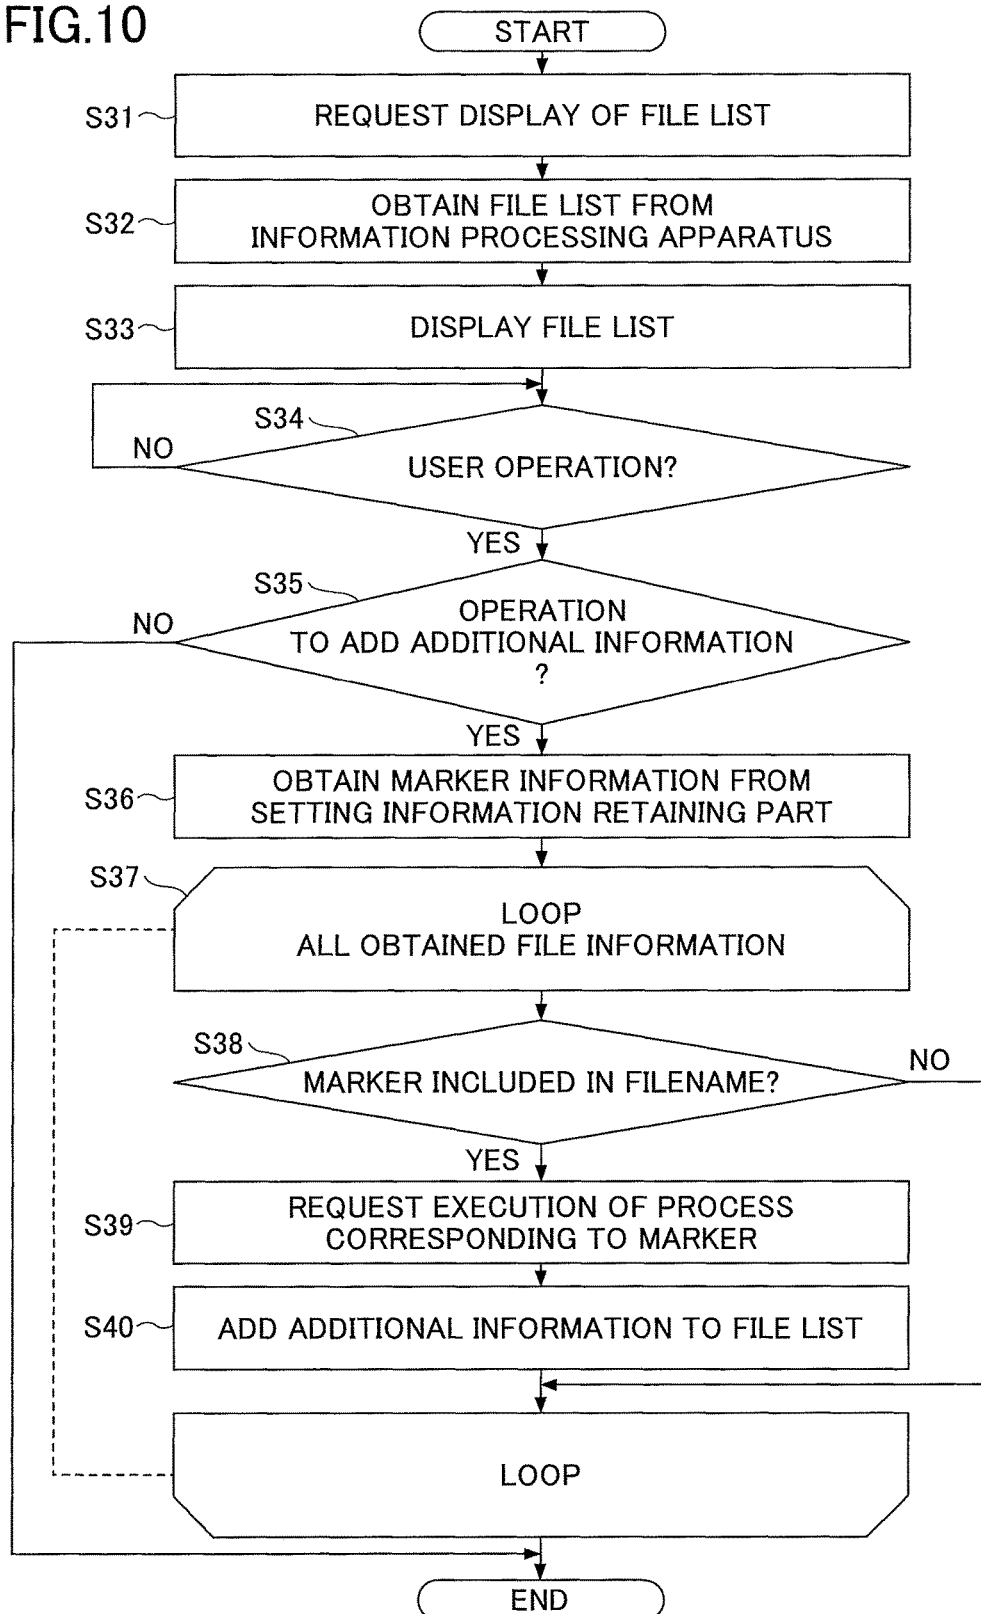 FIG.10
START
S31
REQUEST DISPLAY OF FILE LIST
S32
OBTAIN FILE LIST FROM
INFORMATION PROCESSING APPARATUS
S33
DISPLAY FILE LIST
S34
NO
USER OPERATION?
YES
S35
NO
OPERATION
TO ADD ADDITIONAL INFORMATION
?
YES
S36
OBTAIN MARKER INFORMATION FROM
SETTING INFORMATION RETAINING PART
S37
LOOP
ALL OBTAINED FILE INFORMATION
S38
MARKER INCLUDED IN FILENAME?
NO
YES
S39
REQUEST EXECUTION OF PROCESS
CORRESPONDING TO MARKER
S40
ADD ADDITIONAL INFORMATION TO FILE LIST
LOOP
END